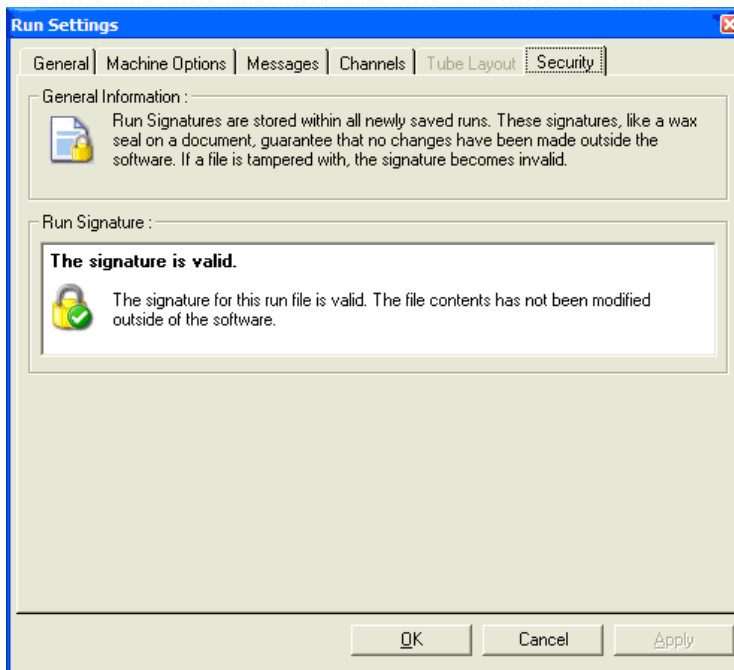 Run Settings
General Machine Options Messages Channels Tube Layout Security
General Information :
Run Signatures are stored within all newly saved runs. These signatures, like a wax
seal on a document, guarantee that no changes have been made outside the
software. If a file is tampered with, the signature becomes invalid.
Run Signature :
The signature is valid.
The signature for this run file is valid. The file contents has not been modified
outside of the software.
OK Cancel Apply